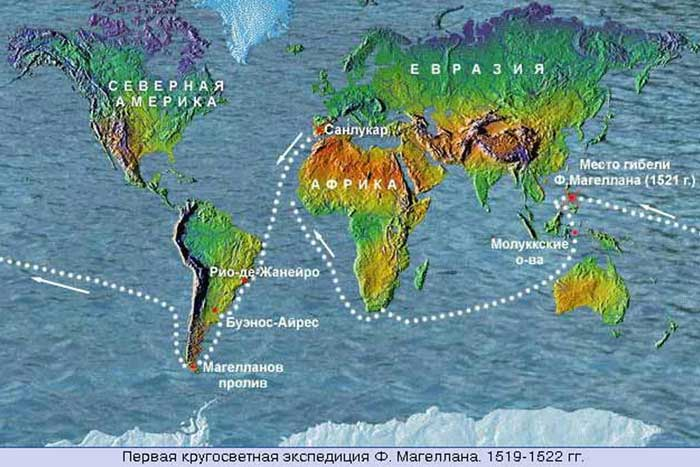 СЕВЕРНАЯ
АМЕРИКА
ЕВРАЗИЯ
Санлукар
АФРИКА
Место гибели
Ф.Магеллана (1521 г.)
Молуккские
о-ва
Рио-де-Жанейро
Буэнос-Айрес
Магелланов
пролив
Первая кругосветная экспедиция Ф. Магеллана. 1519-1522 гг.